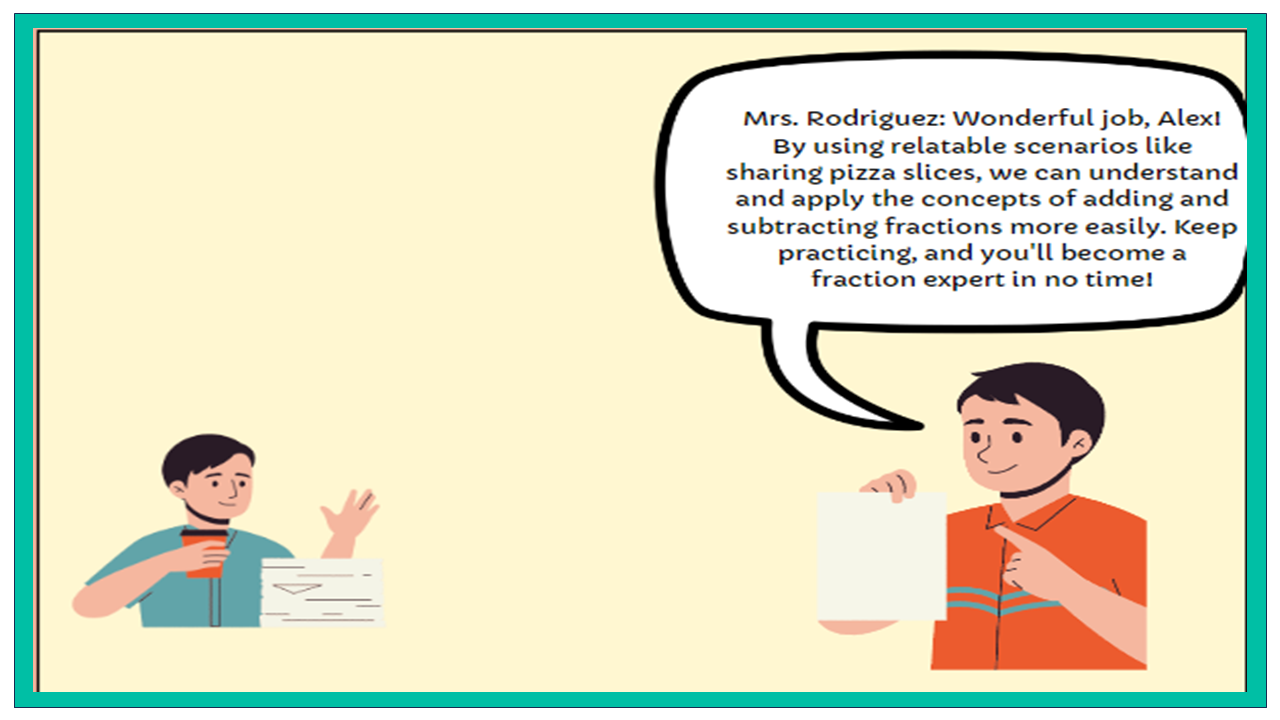 Mrs. Rodriguez: Wonderful job, Alex!
By using relatable scenarios like
sharing pizza slices, we can understand
and apply the concepts of adding and
subtracting fractions more easily. Keep
practicing, and you'll become a
fraction expert in no time!